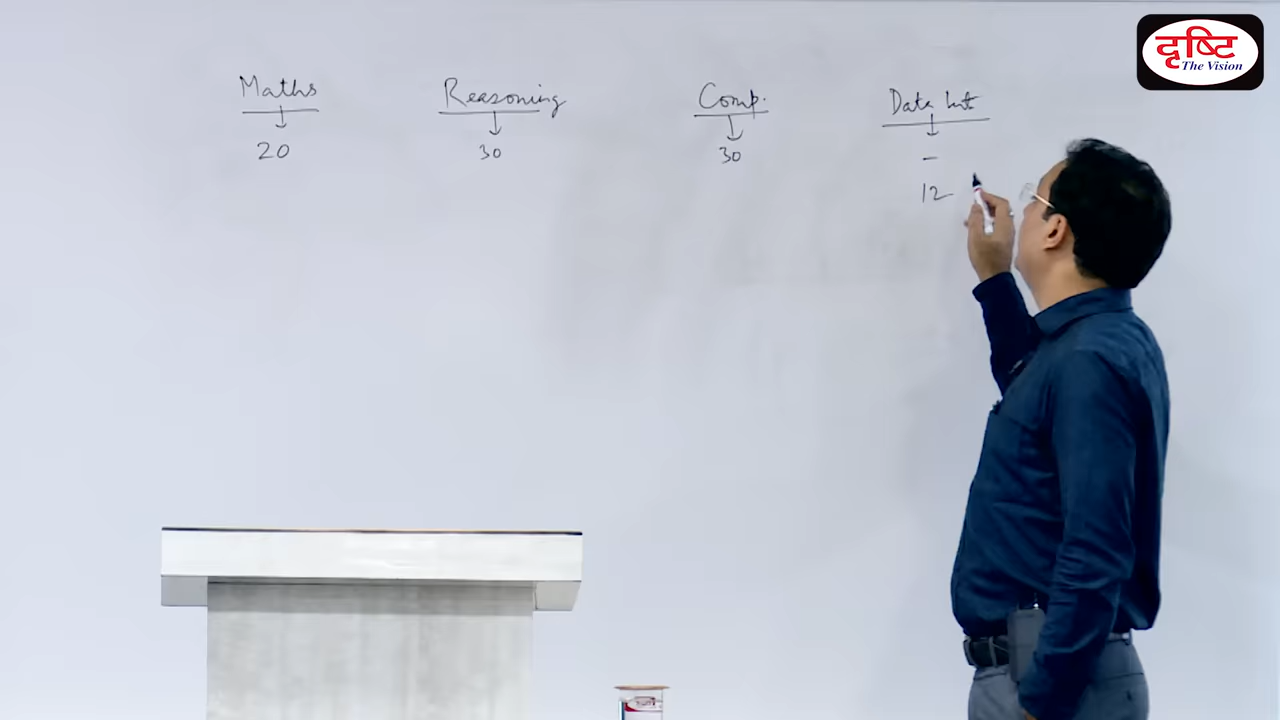 दृष्टि
The Vision
Maths Reasoning Comp. Data Int
20 30 30 -
12